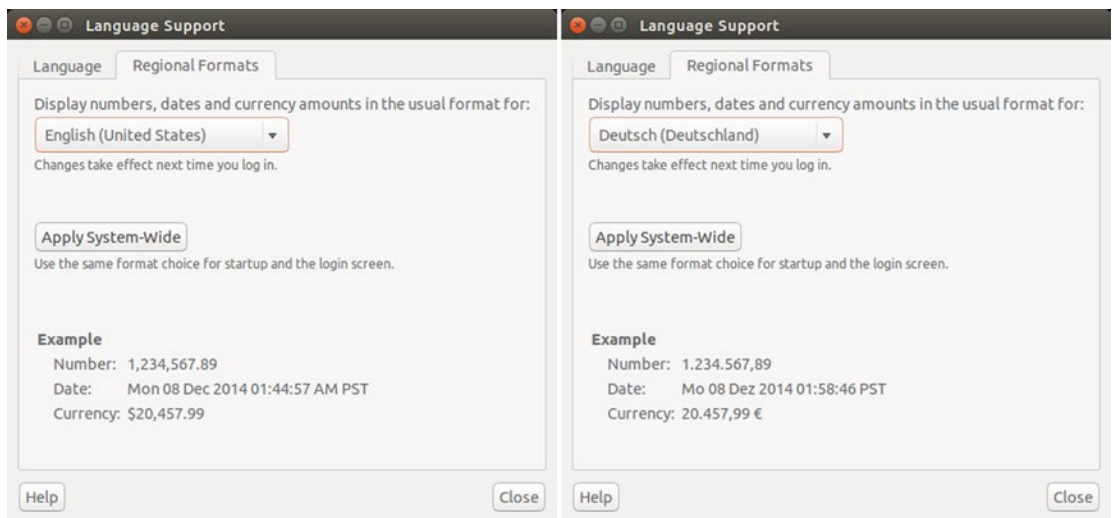 Language Support
Language Regional Formats
Display numbers, dates and currency amounts in the usual format for:
English (United States)
Changes take effect next time you log in.
Apply System-Wide
Use the same format choice for startup and the login screen.
Example
Number: 1,234,567.89
Date: Mon 08 Dec 2014 01:44:57 AM PST
Currency: $20,457.99
Help Close
Language Support
Language Regional Formats
Display numbers, dates and currency amounts in the usual format for:
Deutsch (Deutschland)
Changes take effect next time you log in.
Apply System-Wide
Use the same format choice for startup and the login screen.
Example
Number: 1.234.567,89
Date: Mo 08 Dez 2014 01:58:46 PST
Currency: 20.457,99 €
Help Close